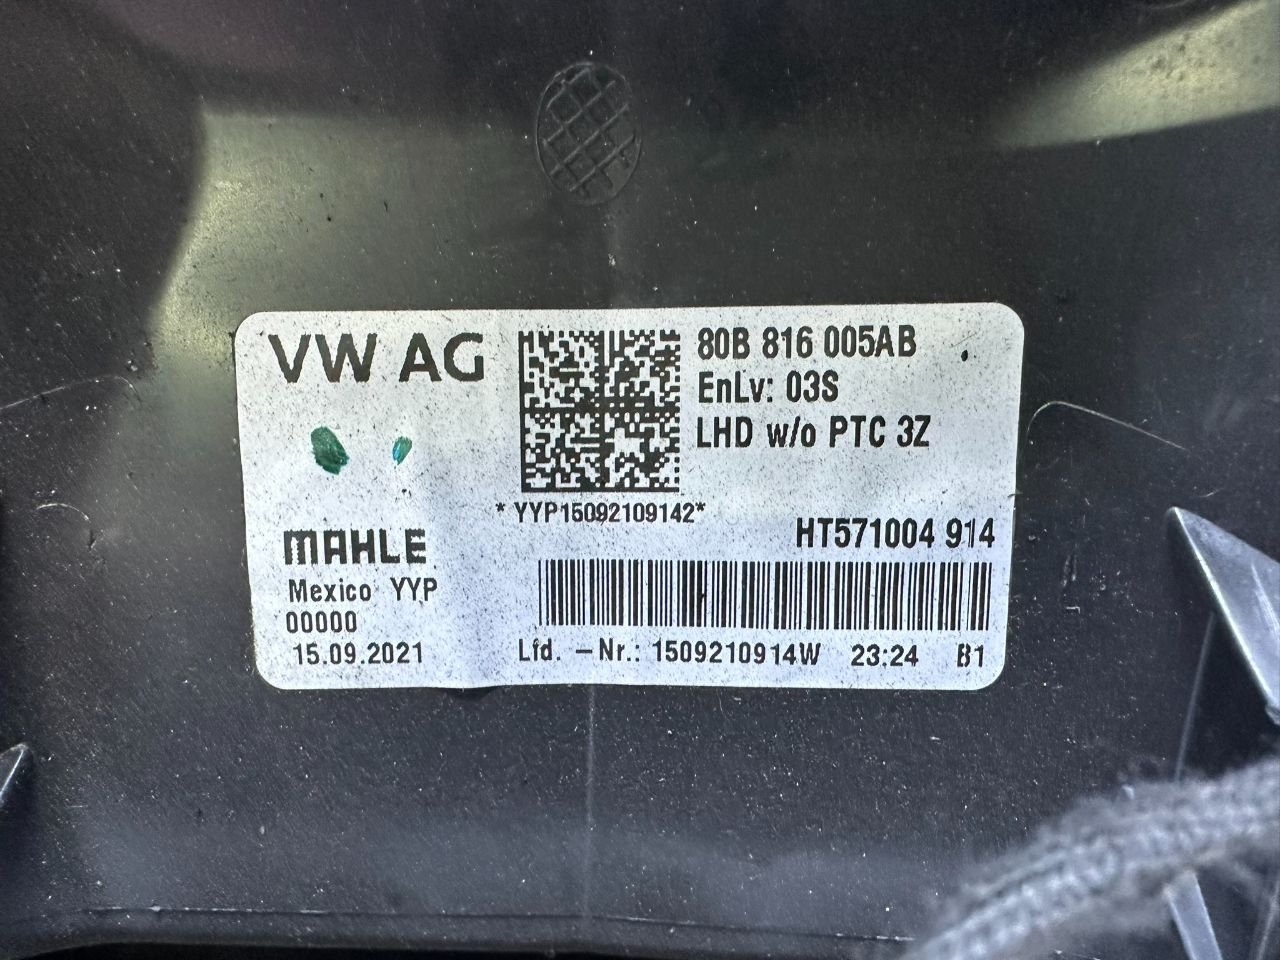 VW AG
80B 816 005AB
EnLv: 03S
LHD w/o PTC 3Z
*YYP15092109142*
HT571004 914
MAHLE
Mexico YYP
00000
15.09.2021
Lfd. -Nr.: 1509210914W 23:24 B1